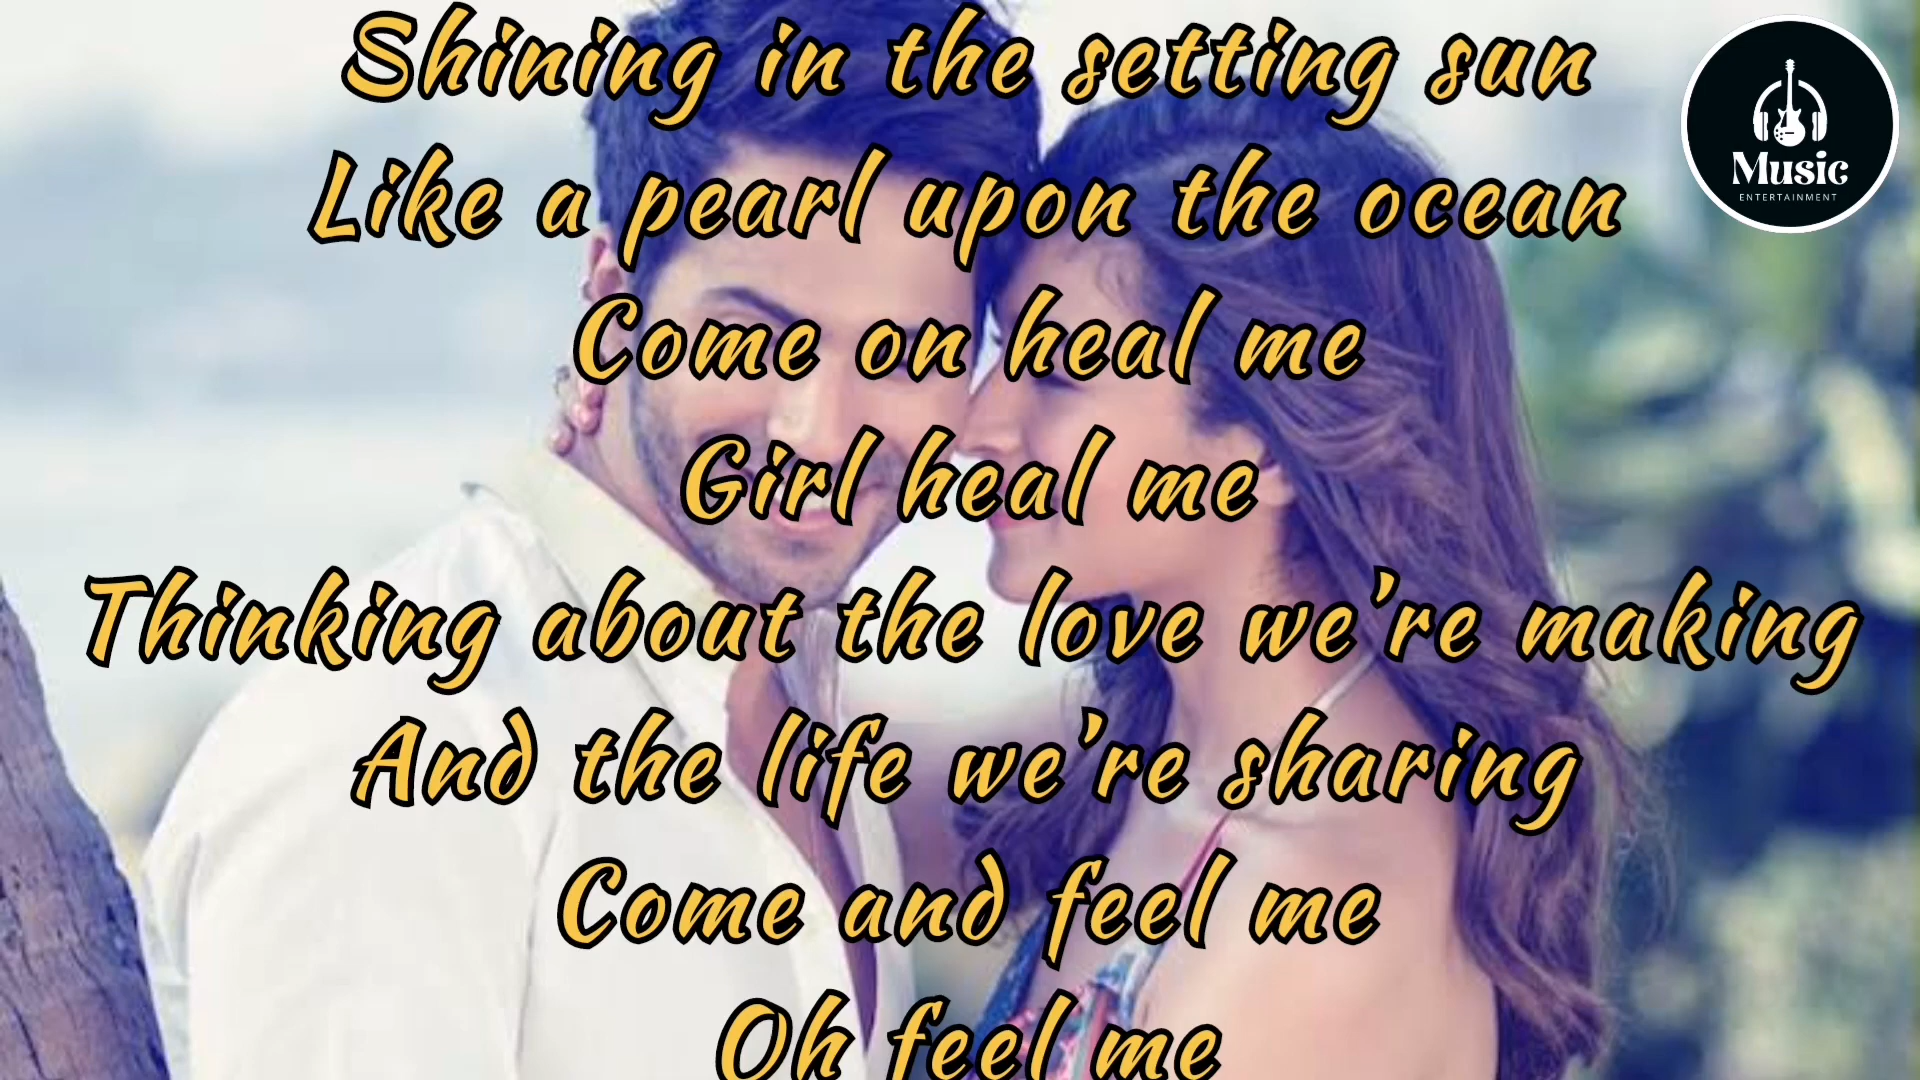 Shining in the setting sun
Like a pearl upon the ocean
Come on heal me
Girl heal me
Thinking about the love we're making
And the life we're sharing
Come and feel me
Oh feel me
Music
ENTERTAINMENT